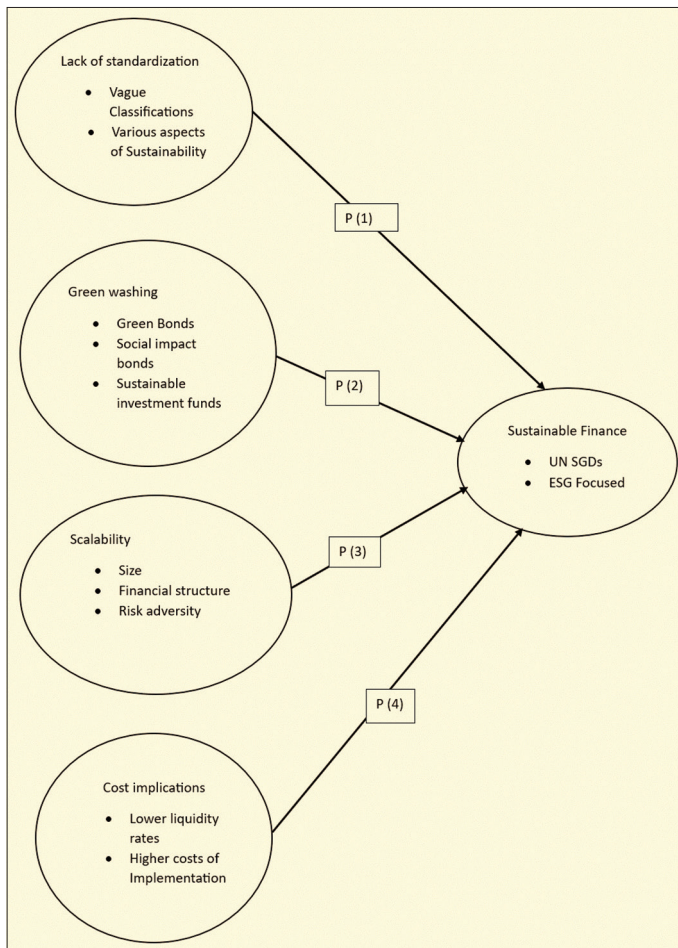 Lack of standardization
• Vague
Classifications
• Various aspects
of Sustainability
P (1)
Green washing
• Green Bonds
• Social impact
bonds
• Sustainable
investment funds
P (2)
Sustainable Finance
• UN SGDs
• ESG Focused
Scalability
• Size
• Financial structure
• Risk adversity
P (3)
P (4)
Cost implications
• Lower liquidity
rates
• Higher costs of
Implementation